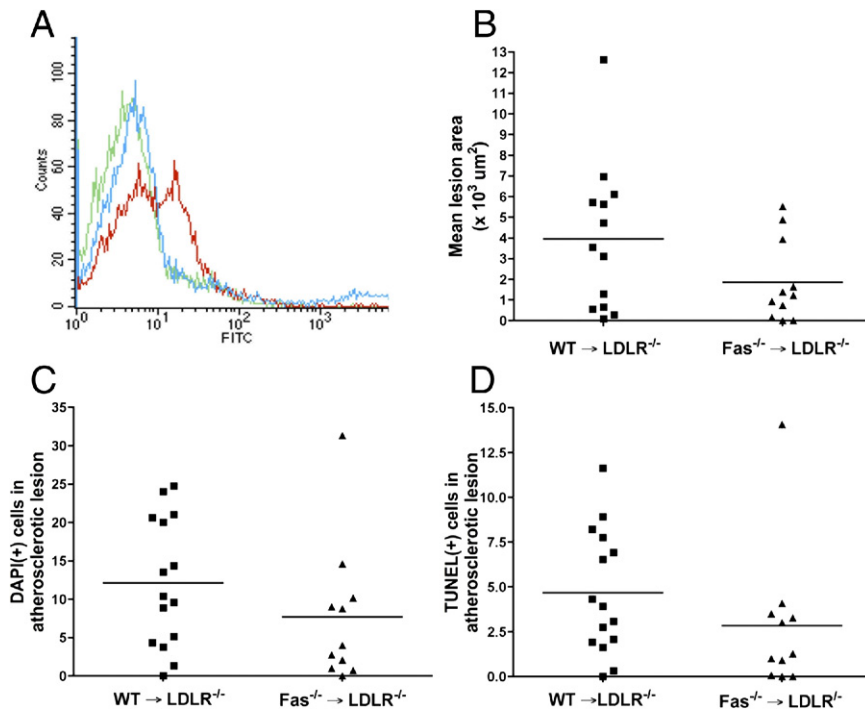 A
100
80
60
40
20
0
Counts
10⁰ 10¹ 10² 10³
FITC
B
13
12
11
10
9
8
7
6
5
4
3
2
1
0
Mean lesion area
(x 10³ um²)
WT → LDLR⁻/⁻ Fas⁻/⁻ → LDLR⁻/⁻
C
35
30
25
20
15
10
5
0
DAPI(+) cells in
atherosclerotic lesion
WT → LDLR⁻/⁻ Fas⁻/⁻ → LDLR⁻/⁻
D
15.0
12.5
10.0
7.5
5.0
2.5
0.0
TUNEL(+) cells in
atherosclerotic lesion
WT → LDLR⁻/⁻ Fas⁻/⁻ → LDLR/⁻